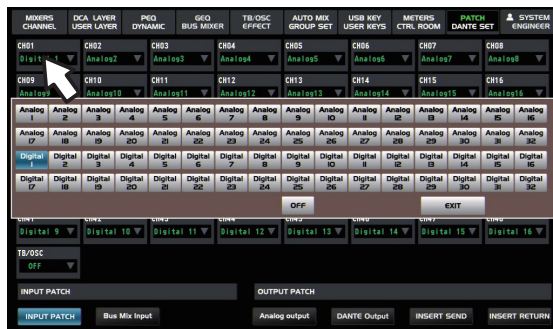 MIXERS DCA LAYER PEQ GEQ TB/OSC AUTO MIX USB KEY METERS PATCH SYSTEM
CHANNEL USER LAYER DYNAMIC BUS MIXER EFFECT GROUP SET USER KEYS CTRL ROOM DANTE SET ENGINEER
CH01 CH02 CH03 CH04 CH05 CH06 CH07 CH08
Analog2 Analog3 Analog4 Analog5 Analog6 Analog7 Analog8
CH09 CH10 CH11 CH12 CH13 CH14 CH15 CH16
Analog9 Analog10 Analog11 Analog12 Analog13 Analog14 Analog15 Analog16
Analog Analog Analog Analog Analog Analog Analog Analog Analog Analog Analog Analog Analog Analog Analog Analog
1 2 3 4 5 6 7 8 9 10 11 12 13 14 15 16
Analog Analog Analog Analog Analog Analog Analog Analog Analog Analog Analog Analog Analog Analog Analog Analog
17 18 19 20 21 22 23 24 25 26 27 28 29 30 31 32
Digital Digital Digital Digital Digital Digital Digital Digital Digital Digital Digital Digital Digital Digital Digital Digital
1 2 3 4 5 6 7 8 9 10 11 12 13 14 15 16
Digital Digital Digital Digital Digital Digital Digital Digital Digital Digital Digital Digital Digital Digital Digital Digital
17 18 19 20 21 22 23 24 25 26 27 28 29 30 31 32
OFF EXIT
Digital 9 Digital 10 Digital 11 Digital 12 Digital 13 Digital 14 Digital 15 Digital 16
TB/OSC
OFF
INPUT PATCH OUTPUT PATCH
INPUT PATCH Bus Mix Input Analog output DANTE Output INSERT SEND INSERT RETURN